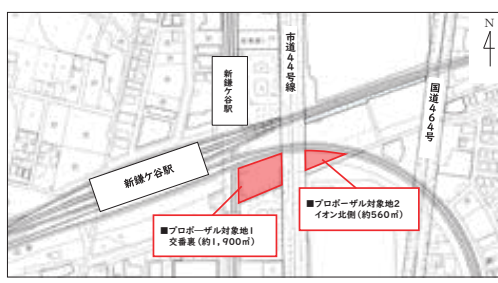 N
市道44号線
国道464号
新鎌ケ谷駅
新鎌ケ谷駅
■プロポーザル対象地1
交番裏(約1,900㎡)
■プロポーザル対象地2
イオン北側(約560㎡)